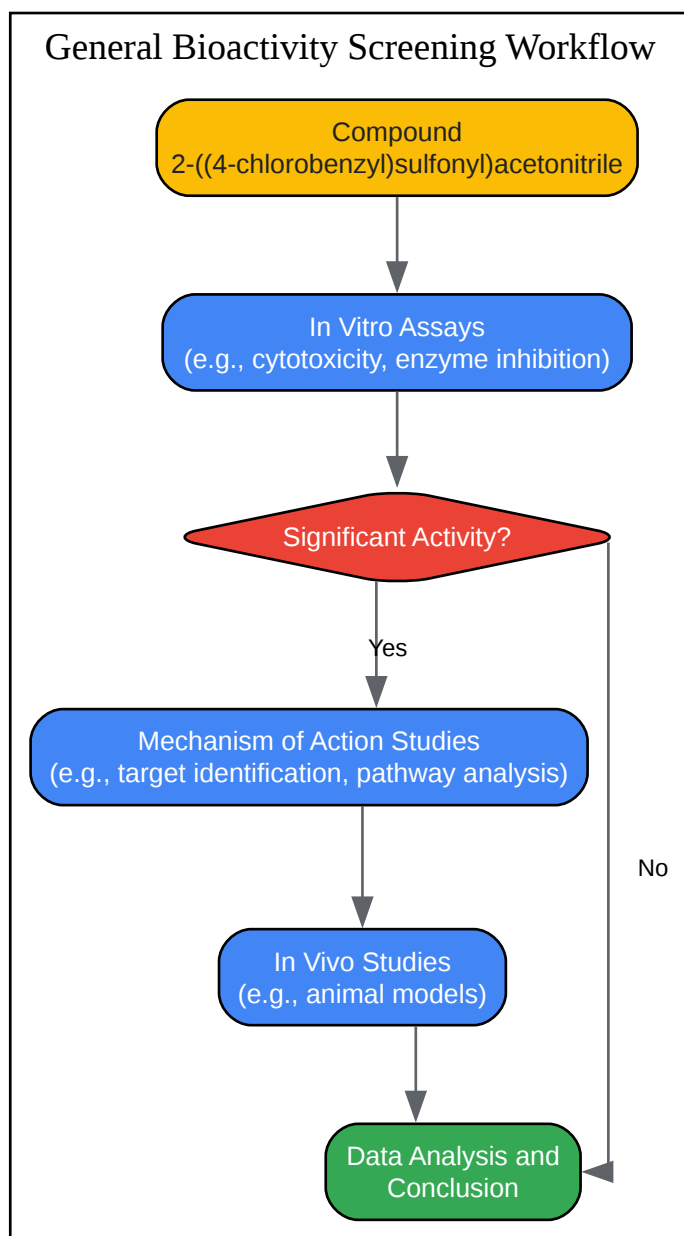 General Bioactivity Screening Workflow
Compound
2-((4-chlorobenzyl)sulfonyl)acetonitrile
In Vitro Assays
(e.g., cytotoxicity, enzyme inhibition)
Significant Activity?
Yes
Mechanism of Action Studies
(e.g., target identification, pathway analysis)
No
In Vivo Studies
(e.g., animal models)
Data Analysis and
Conclusion